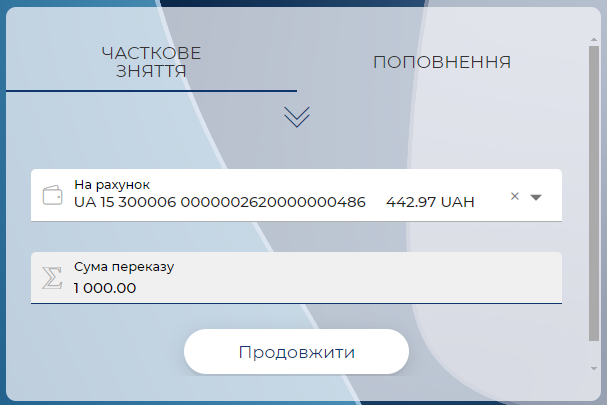 ЧАСТКОВЕ
ЗНЯТТЯ
ПОПОВНЕННЯ
На рахунок
UA 15 300006 0000002620000000486 442.97 UAH
Сума переказу
1 000.00
Продовжити